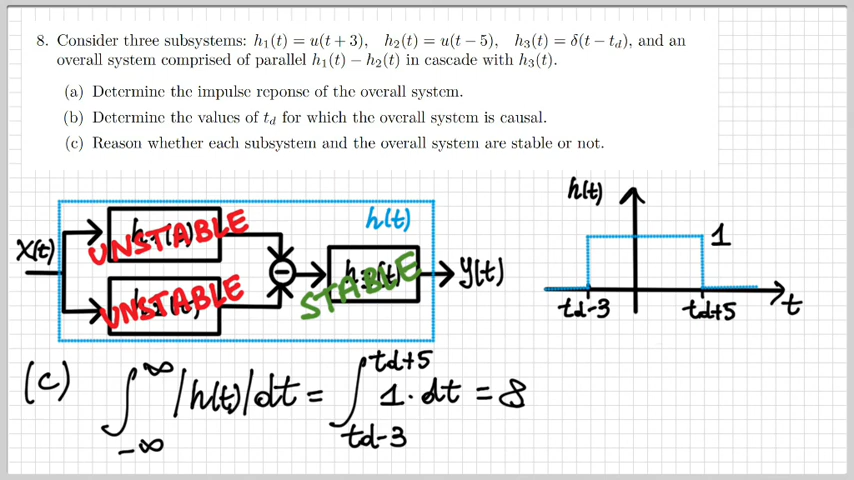 8. Consider three subsystems: h₁(t) = u(t + 3), h₂(t) = u(t − 5), h₃(t) = δ(t − t_d), and an
overall system comprised of parallel h₁(t) − h₂(t) in cascade with h₃(t).
(a) Determine the impulse reponse of the overall system.
(b) Determine the values of t_d for which the overall system is causal.
(c) Reason whether each subsystem and the overall system are stable or not.
h(t)
X(t)
UNSTABLE
UNSTABLE
STABLE
h(t)
y(t)
1
td-3
td+5
t
(c) ∫_{-∞}^{∞} |h(t)| dt = ∫_{td-3}^{td+5} 1 · dt = 8